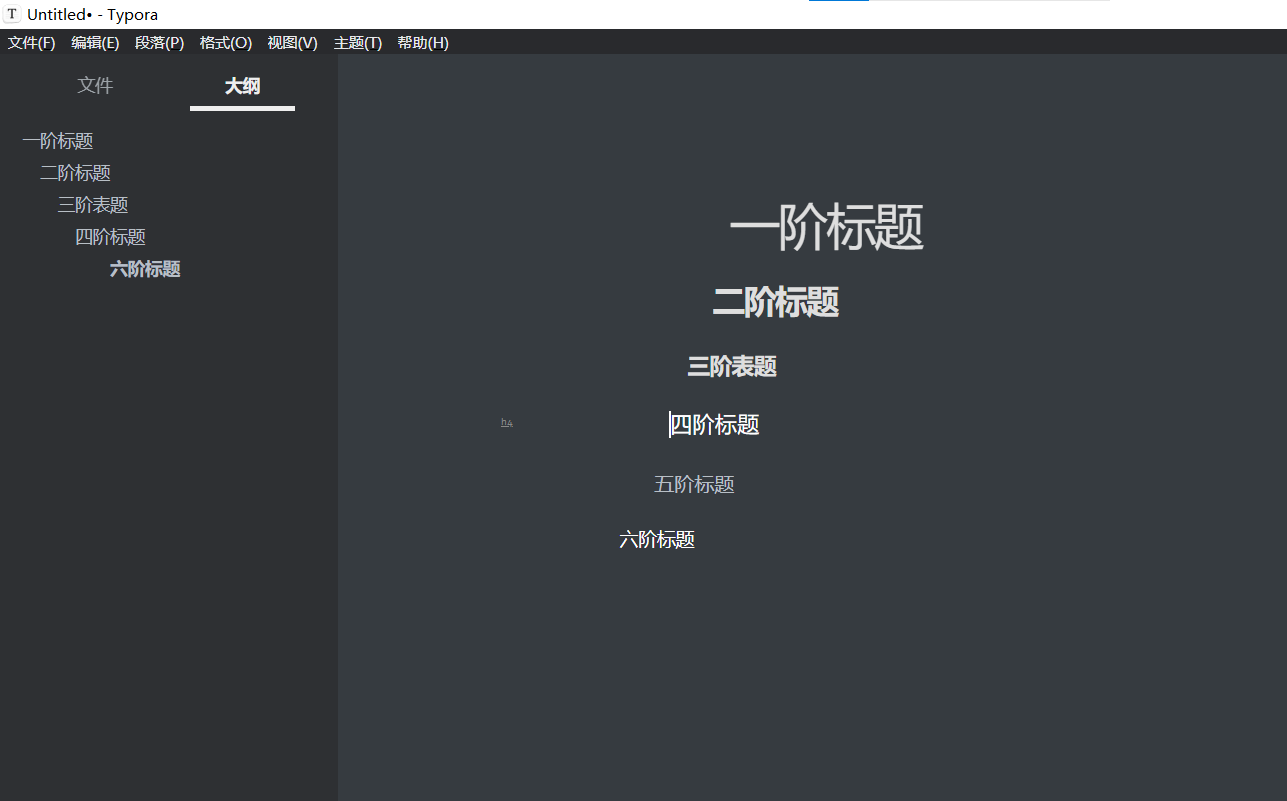 T Untitled• - Typora
文件(F) 编辑(E) 段落(P) 格式(O) 视图(V) 主题(T) 帮助(H)
文件 大纲
一阶标题
二阶标题
三阶表题
四阶标题
六阶标题
一阶标题
二阶标题
三阶表题
h4 四阶标题
五阶标题
六阶标题